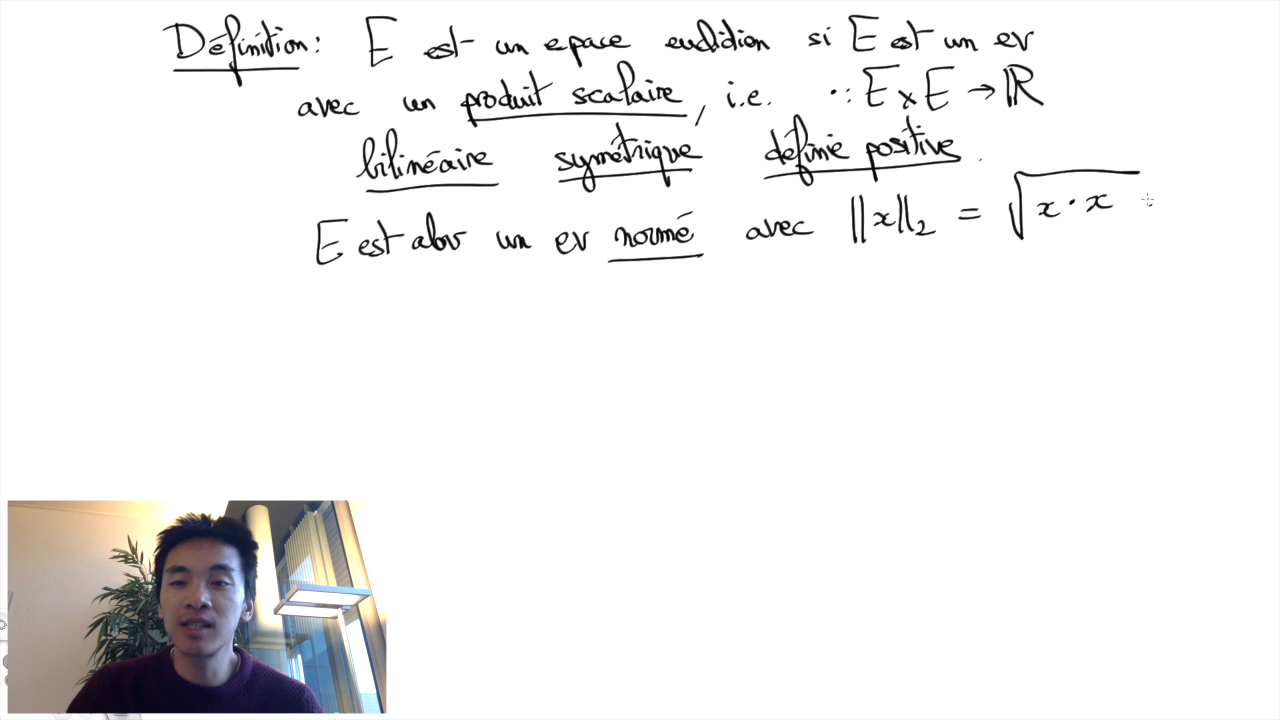 Définition: E est un epace euclidien si E est un ev
avec un produit scalaire, i.e. ·: E × E → ℝ
bilinéaire symétrique définie positive.
E est alors un ev normé avec ||x||₂ = √(x · x)